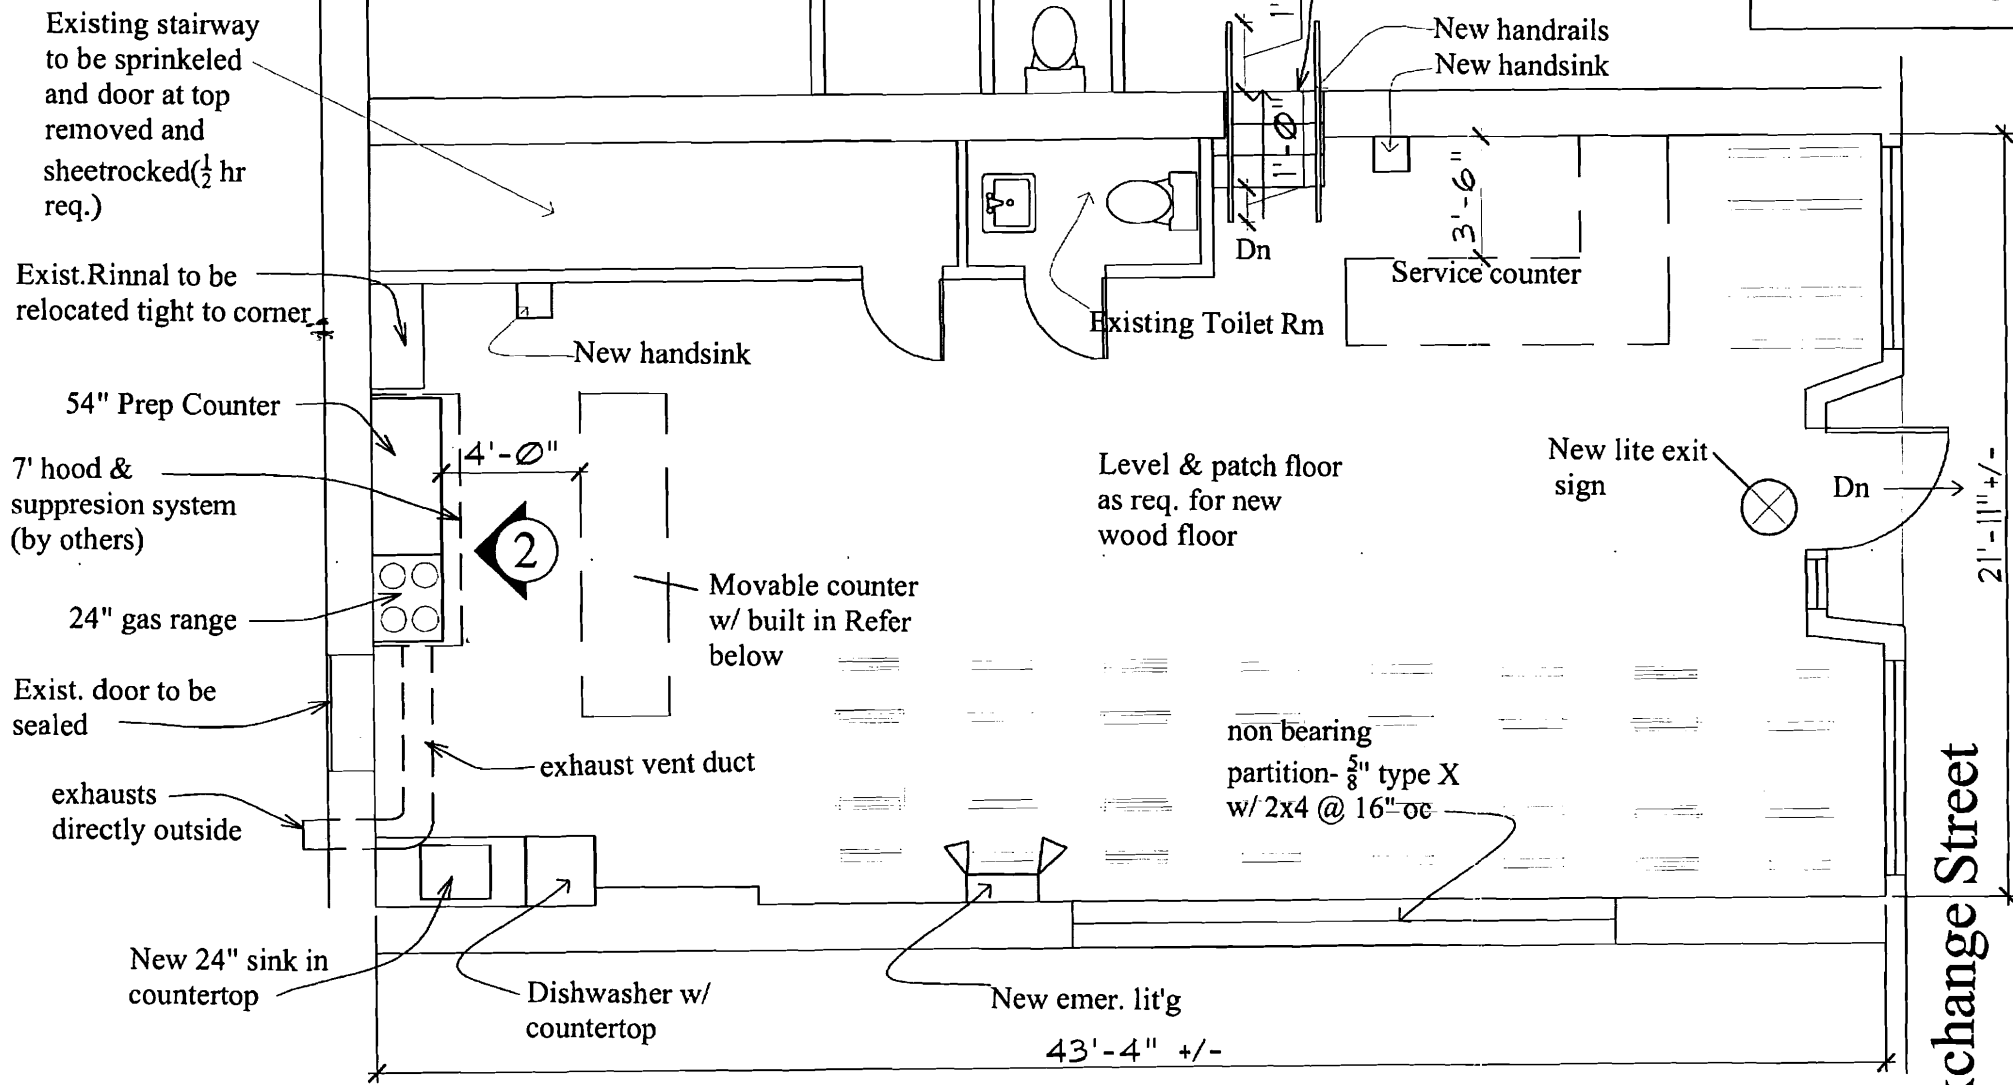 Existing stairway
to be sprinkeled
and door at top
removed and
sheetrocked(½ hr
req.)
New handrails
New handsink
1'-0"
3'-6"
Dn
Service counter
Exist.Rinnal to be
relocated tight to corner
Existing Toilet Rm
New handsink
54" Prep Counter
4'-0"
7' hood &
suppresion system
(by others)
2
Level & patch floor
as req. for new
wood floor
New lite exit
sign
Dn
21'-11"+/-
24" gas range
Movable counter
w/ built in Refer
below
Exist. door to be
sealed
exhaust vent duct
non bearing
partition- ⅝" type X
w/ 2x4 @ 16" oc
exhausts
directly outside
New 24" sink in
countertop
Dishwasher w/
countertop
New emer. lit'g
43'-4" +/-
xchange Street